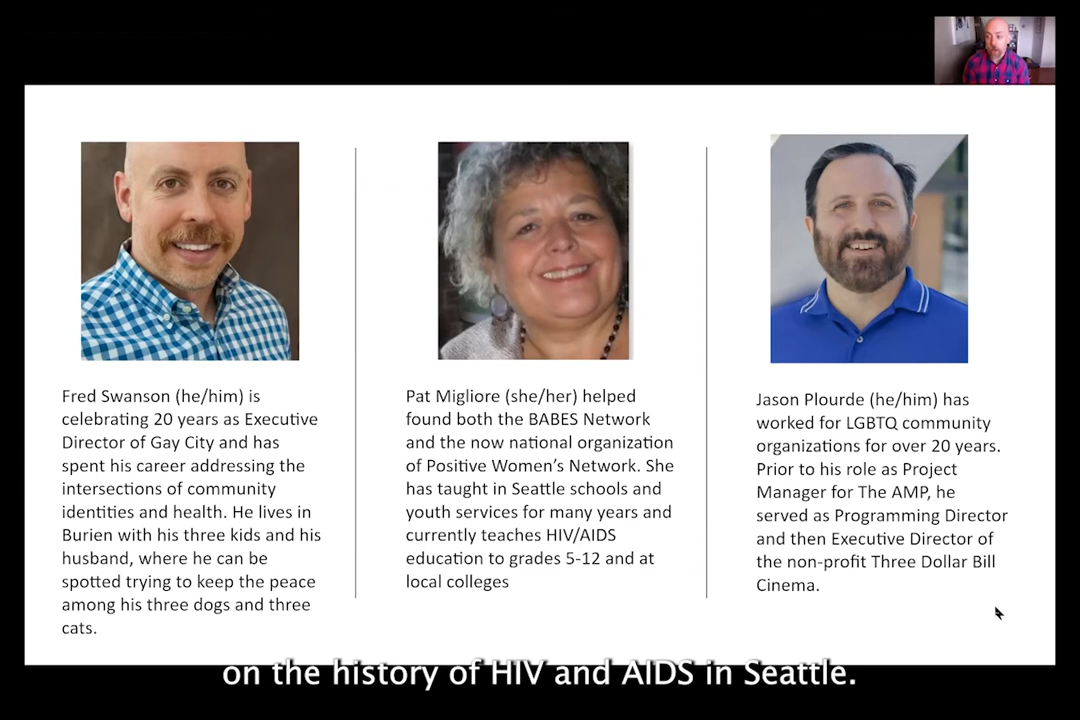 Fred Swanson (he/him) is
celebrating 20 years as Executive
Director of Gay City and has
spent his career addressing the
intersections of community
identities and health. He lives in
Burien with his three kids and his
husband, where he can be
spotted trying to keep the peace
among his three dogs and three
cats.
Pat Migliore (she/her) helped
found both the BABES Network
and the now national organization
of Positive Women’s Network. She
has taught in Seattle schools and
youth services for many years and
currently teaches HIV/AIDS
education to grades 5-12 and at
local colleges
Jason Plourde (he/him) has
worked for LGBTQ community
organizations for over 20 years.
Prior to his role as Project
Manager for The AMP, he
served as Programming Director
and then Executive Director of
the non-profit Three Dollar Bill
Cinema.
on the history of HIV and AIDS in Seattle.